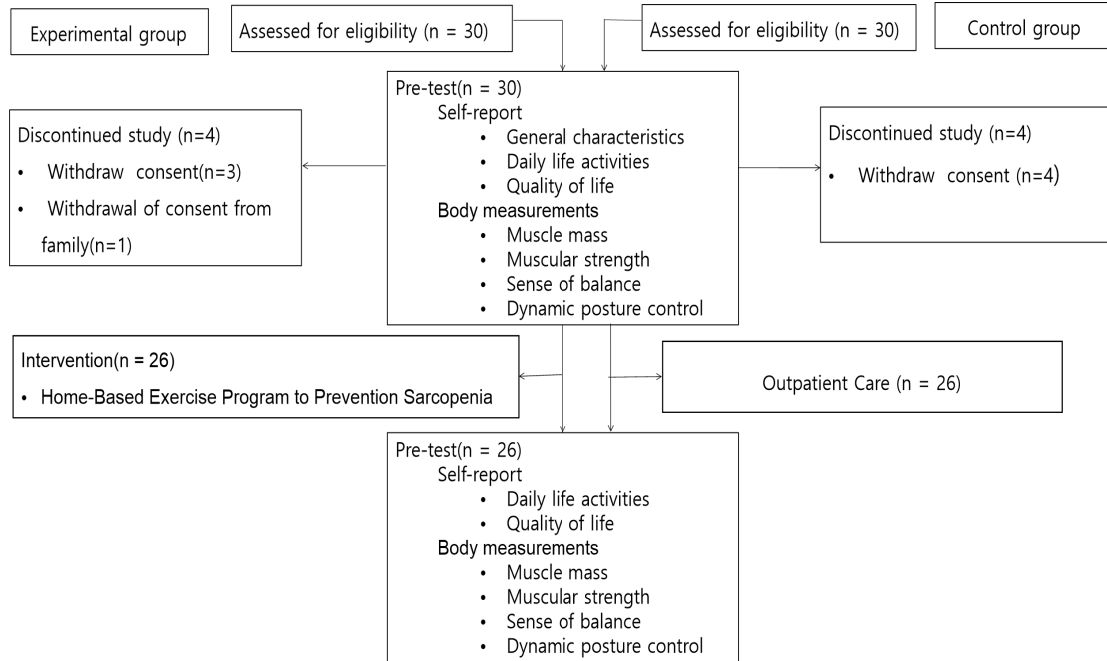 Experimental group
Assessed for eligibility (n = 30)
Assessed for eligibility (n = 30)
Control group
Pre-test(n = 30)
Self-report
• General characteristics
• Daily life activities
• Quality of life
Body measurements
• Muscle mass
• Muscular strength
• Sense of balance
• Dynamic posture control
Discontinued study (n=4)
• Withdraw consent(n=3)
• Withdrawal of consent from
family(n=1)
Discontinued study (n=4)
• Withdraw consent (n=4)
Intervention(n = 26)
• Home-Based Exercise Program to Prevention Sarcopenia
Outpatient Care (n = 26)
Pre-test(n = 26)
Self-report
• Daily life activities
• Quality of life
Body measurements
• Muscle mass
• Muscular strength
• Sense of balance
• Dynamic posture control